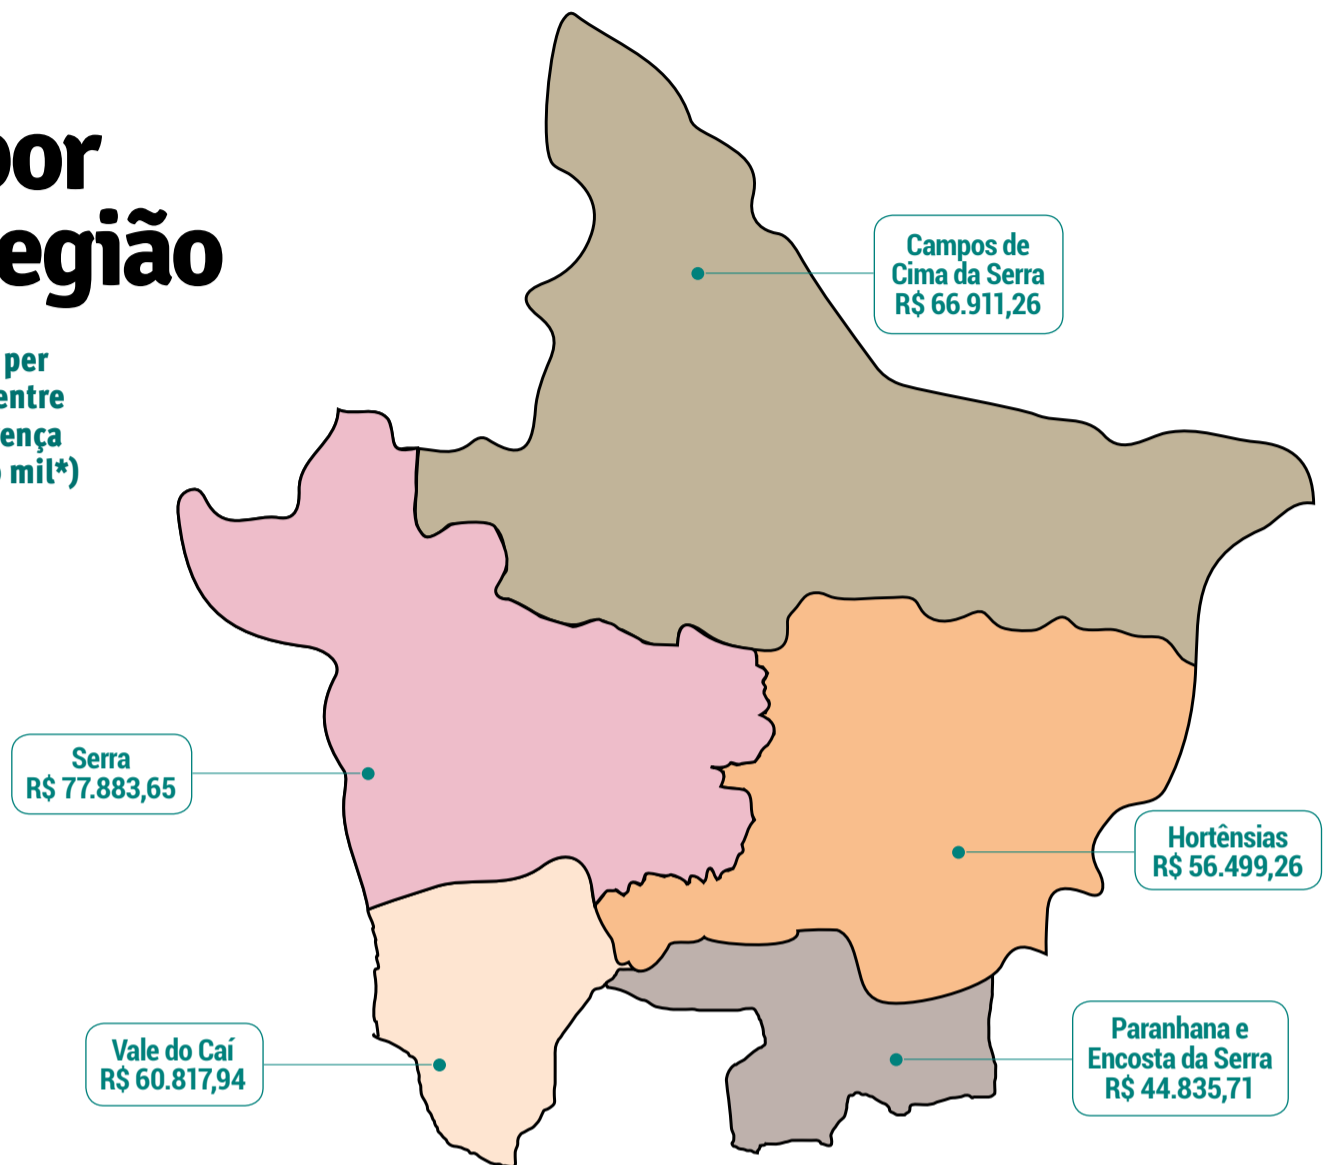 por
egião
per
entre
ença
mil*)
Campos de
Cima da Serra
R$ 66.911,26
Serra
R$ 77.883,65
Hortênsias
R$ 56.499,26
Vale do Caí
R$ 60.817,94
Paranhana e
Encosta da Serra
R$ 44.835,71